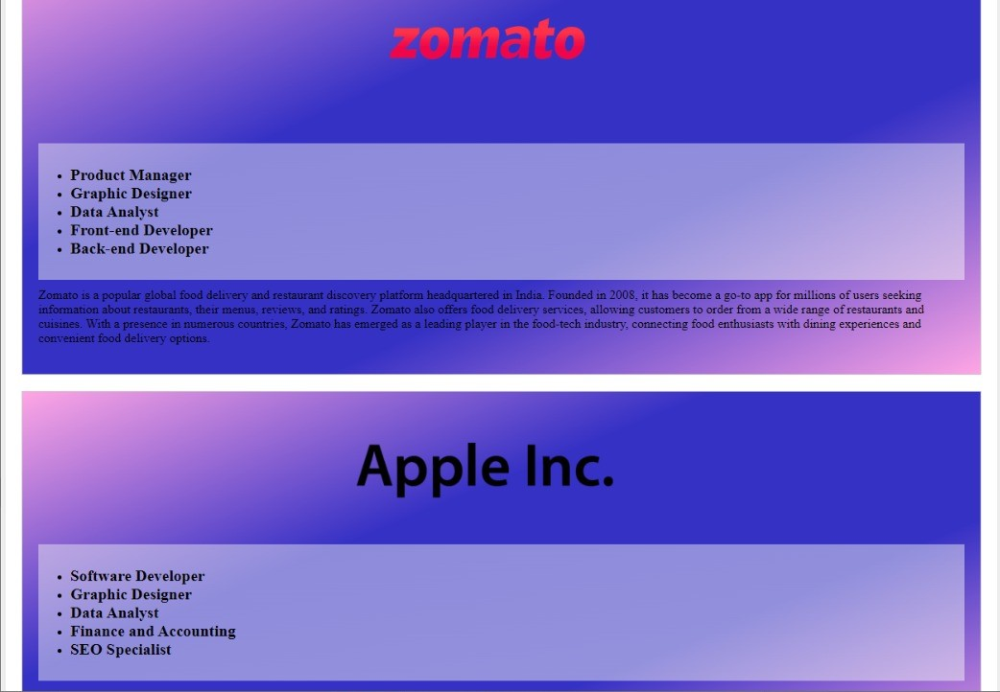 zomato
Product Manager
Graphic Designer
Data Analyst
Front-end Developer
Back-end Developer
Zomato is a popular global food delivery and restaurant discovery platform headquartered in India. Founded in 2008, it has become a go-to app for millions of users seeking
information about restaurants, their menus, reviews, and ratings. Zomato also offers food delivery services, allowing customers to order from a wide range of restaurants and
cuisines. With a presence in numerous countries, Zomato has emerged as a leading player in the food-tech industry, connecting food enthusiasts with dining experiences and
convenient food delivery options.
Apple Inc.
Software Developer
Graphic Designer
Data Analyst
Finance and Accounting
SEO Specialist